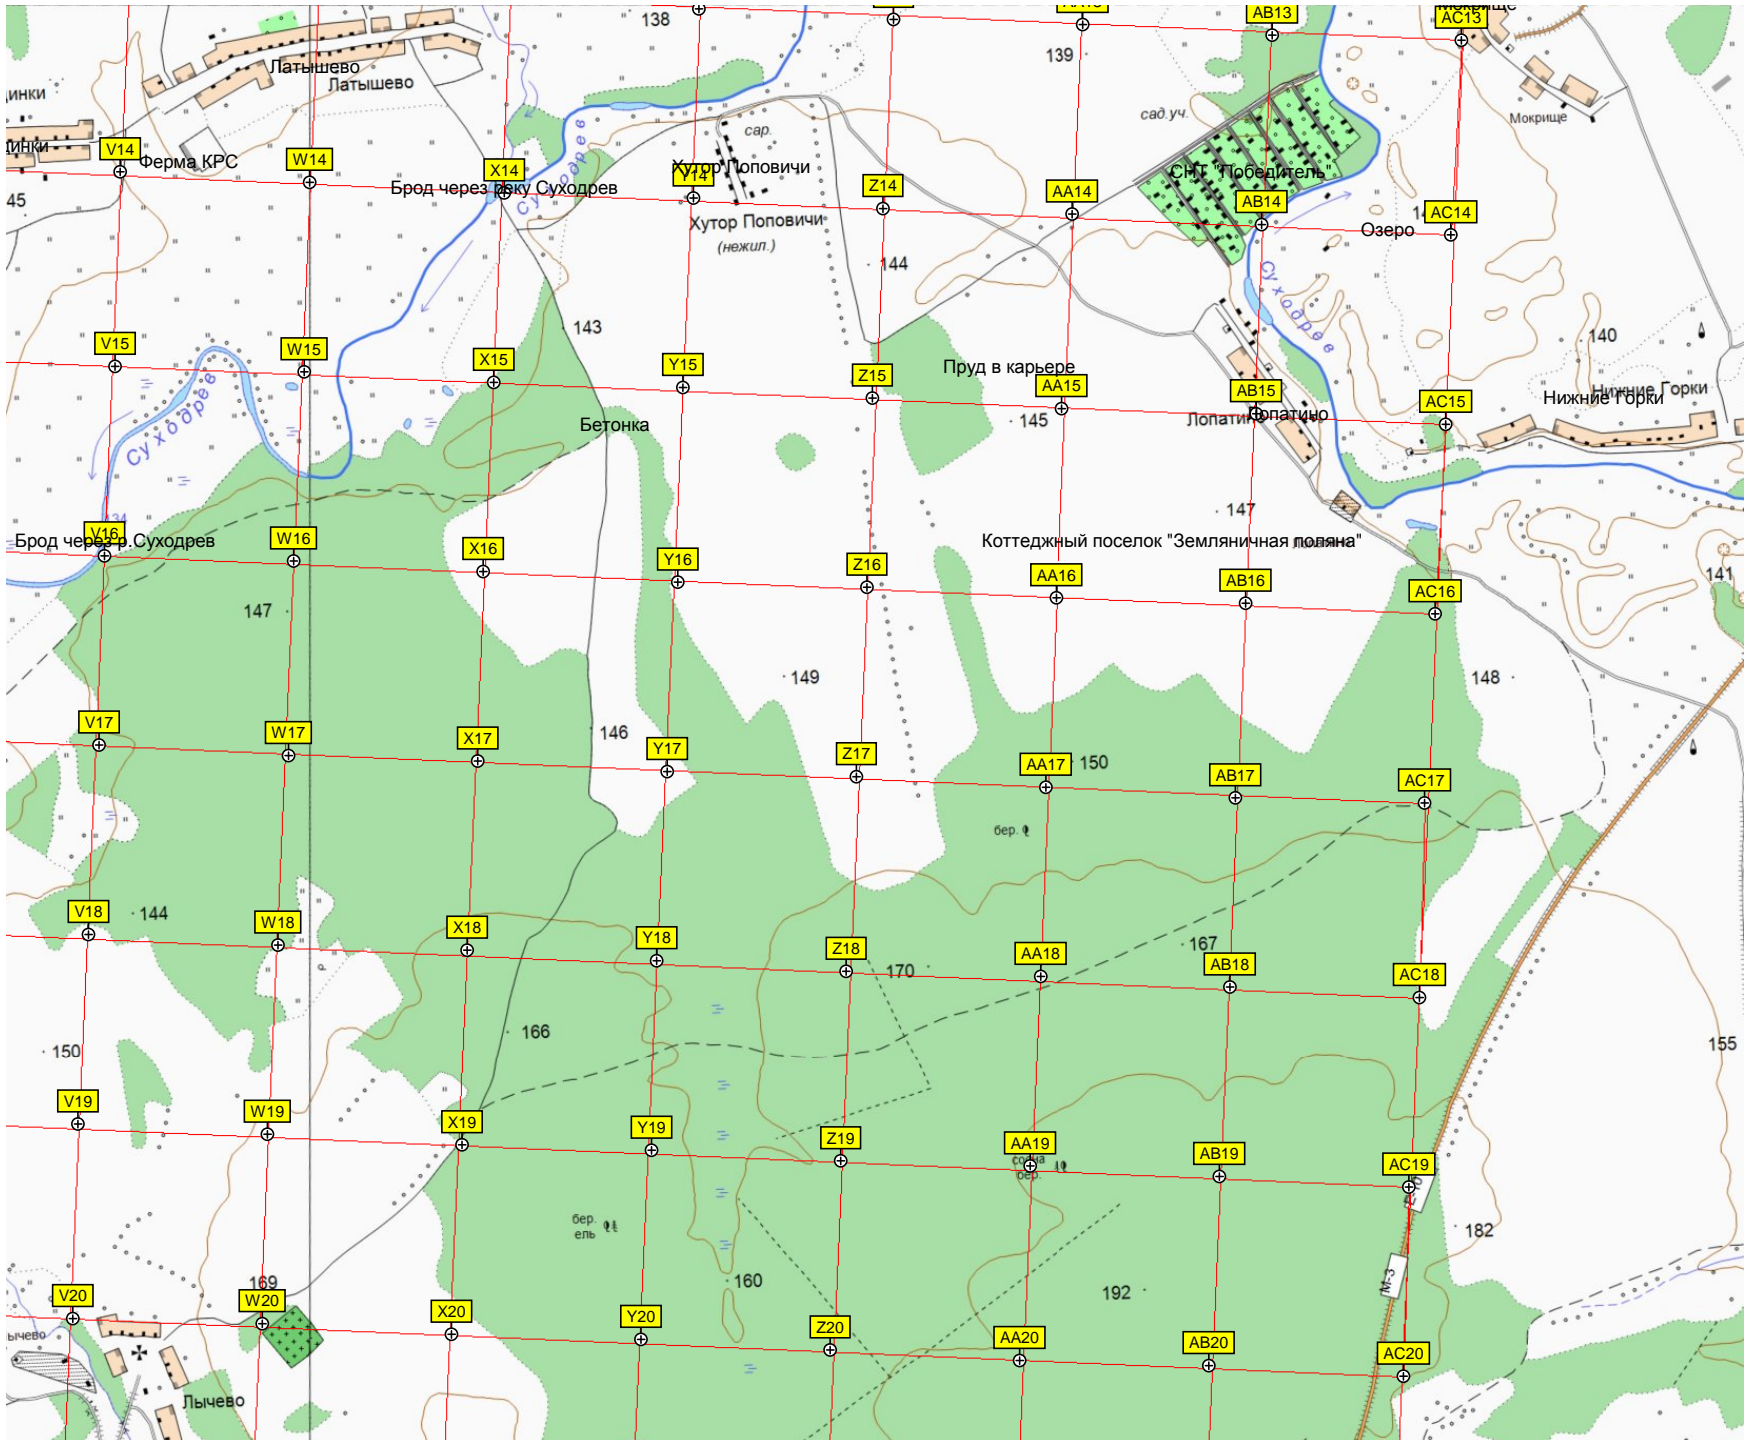 138
139
AB13
AC13
Мокрище
Латышево
Латышево
инки
сад.уч.
Мокрище
сар.
инки
V14
Ферма КРС
W14
X14
Брод через реку Суходрев
Суходрев
Хутор Поповичи
Y14
Z14
AA14
СНТ "Победитель"
AB14
AC14
45
Хутор Поповичи
(нежил.)
Озеро
144
Суходрев
143
140
V15
W15
X15
Y15
Z15
Пруд в карьере
AA15
AB15
AC15
Нижние Горки
Нижние Горки
Суходрев
Бетонка
145
Лопатино
Лопатино
147
V16
Брод через р.Суходрев
W16
X16
Y16
Z16
Коттеджный поселок "Земляничная поляна"
AA16
AB16
AC16
141
147
149
148
V17
W17
X17
146
Y17
Z17
AA17
150
AB17
AC17
бер.
V18
144
W18
X18
Y18
Z18
170
AA18
167
AB18
AC18
166
150
155
V19
W19
X19
Y19
Z19
AA19
сосна
бер.
AB19
AC19
бер.
ель
182
169
160
192
М-3
V20
W20
X20
Y20
Z20
AA20
AB20
AC20
ычево
Лычево